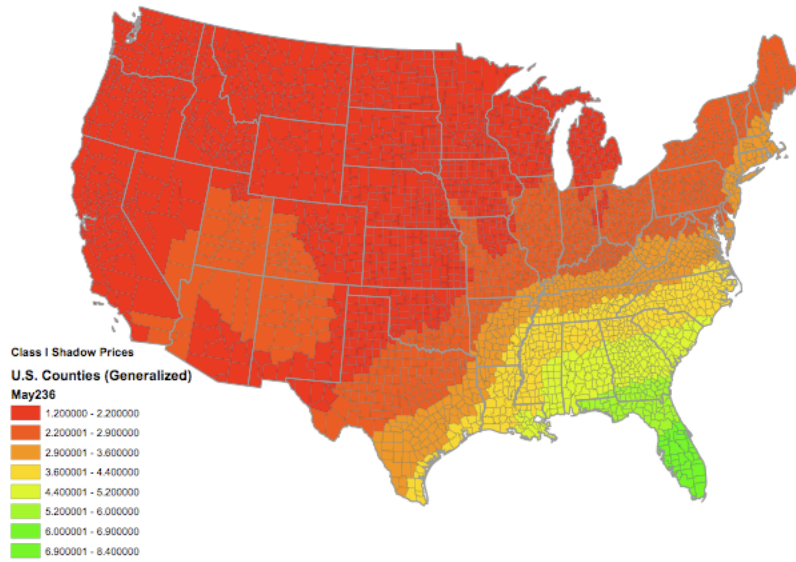 Class I Shadow Prices
U.S. Counties (Generalized)
May236
1.200000 - 2.200000
2.200001 - 2.900000
2.900001 - 3.600000
3.600001 - 4.400000
4.400001 - 5.200000
5.200001 - 6.000000
6.000001 - 6.900000
6.900001 - 8.400000